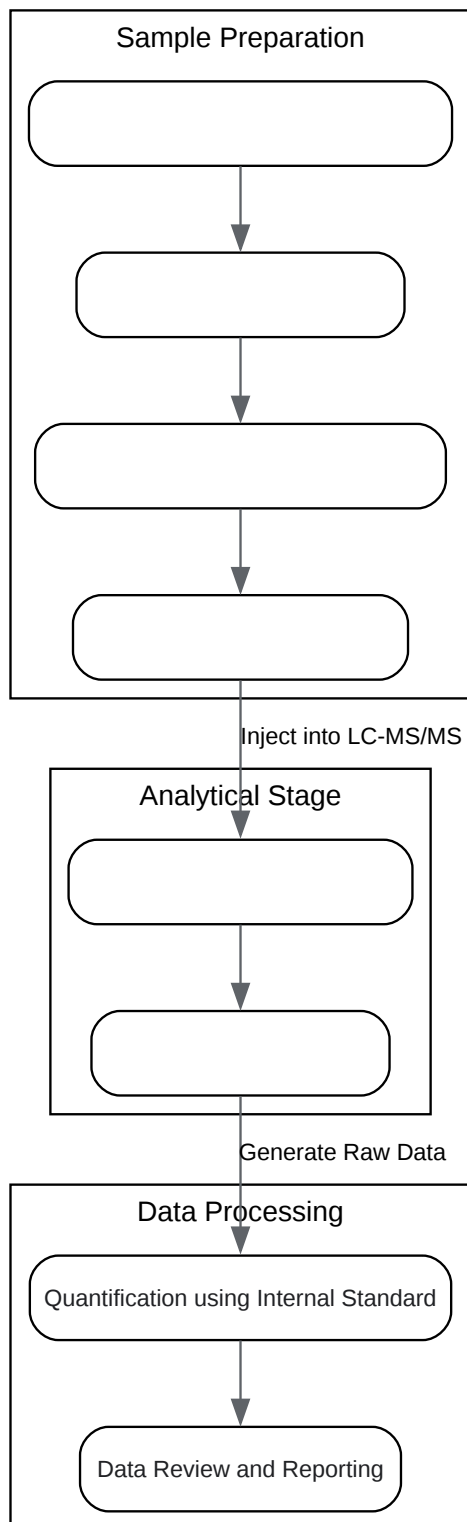 Sample Preparation
Inject into LC-MS/MS
Analytical Stage
Generate Raw Data
Data Processing
Quantification using Internal Standard
Data Review and Reporting